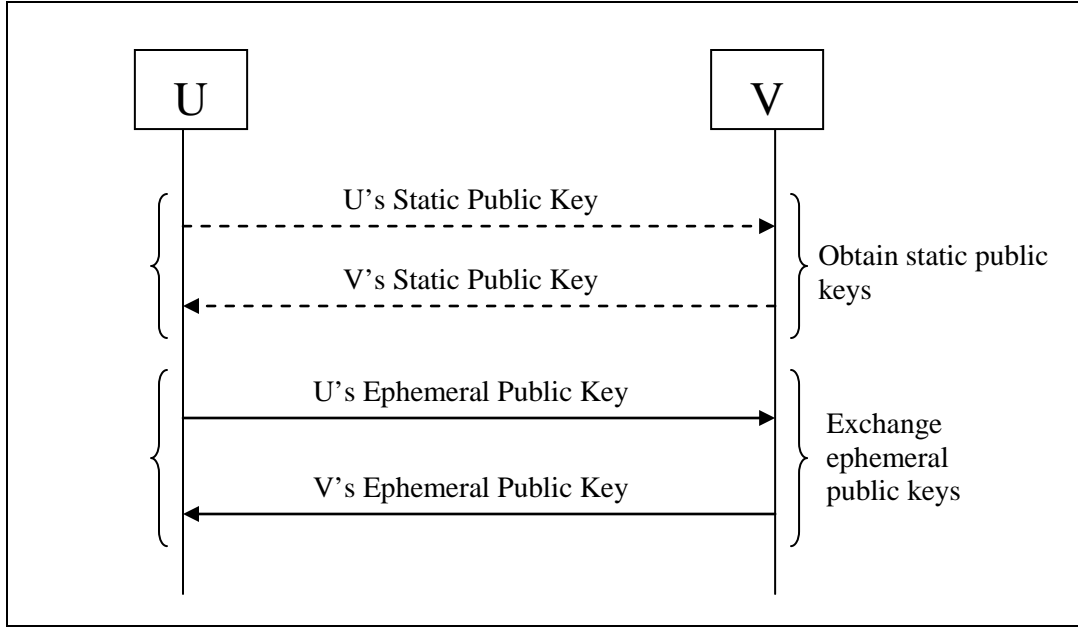 U
V
U’s Static Public Key
V’s Static Public Key
Obtain static public
keys
U’s Ephemeral Public Key
V’s Ephemeral Public Key
Exchange
ephemeral
public keys